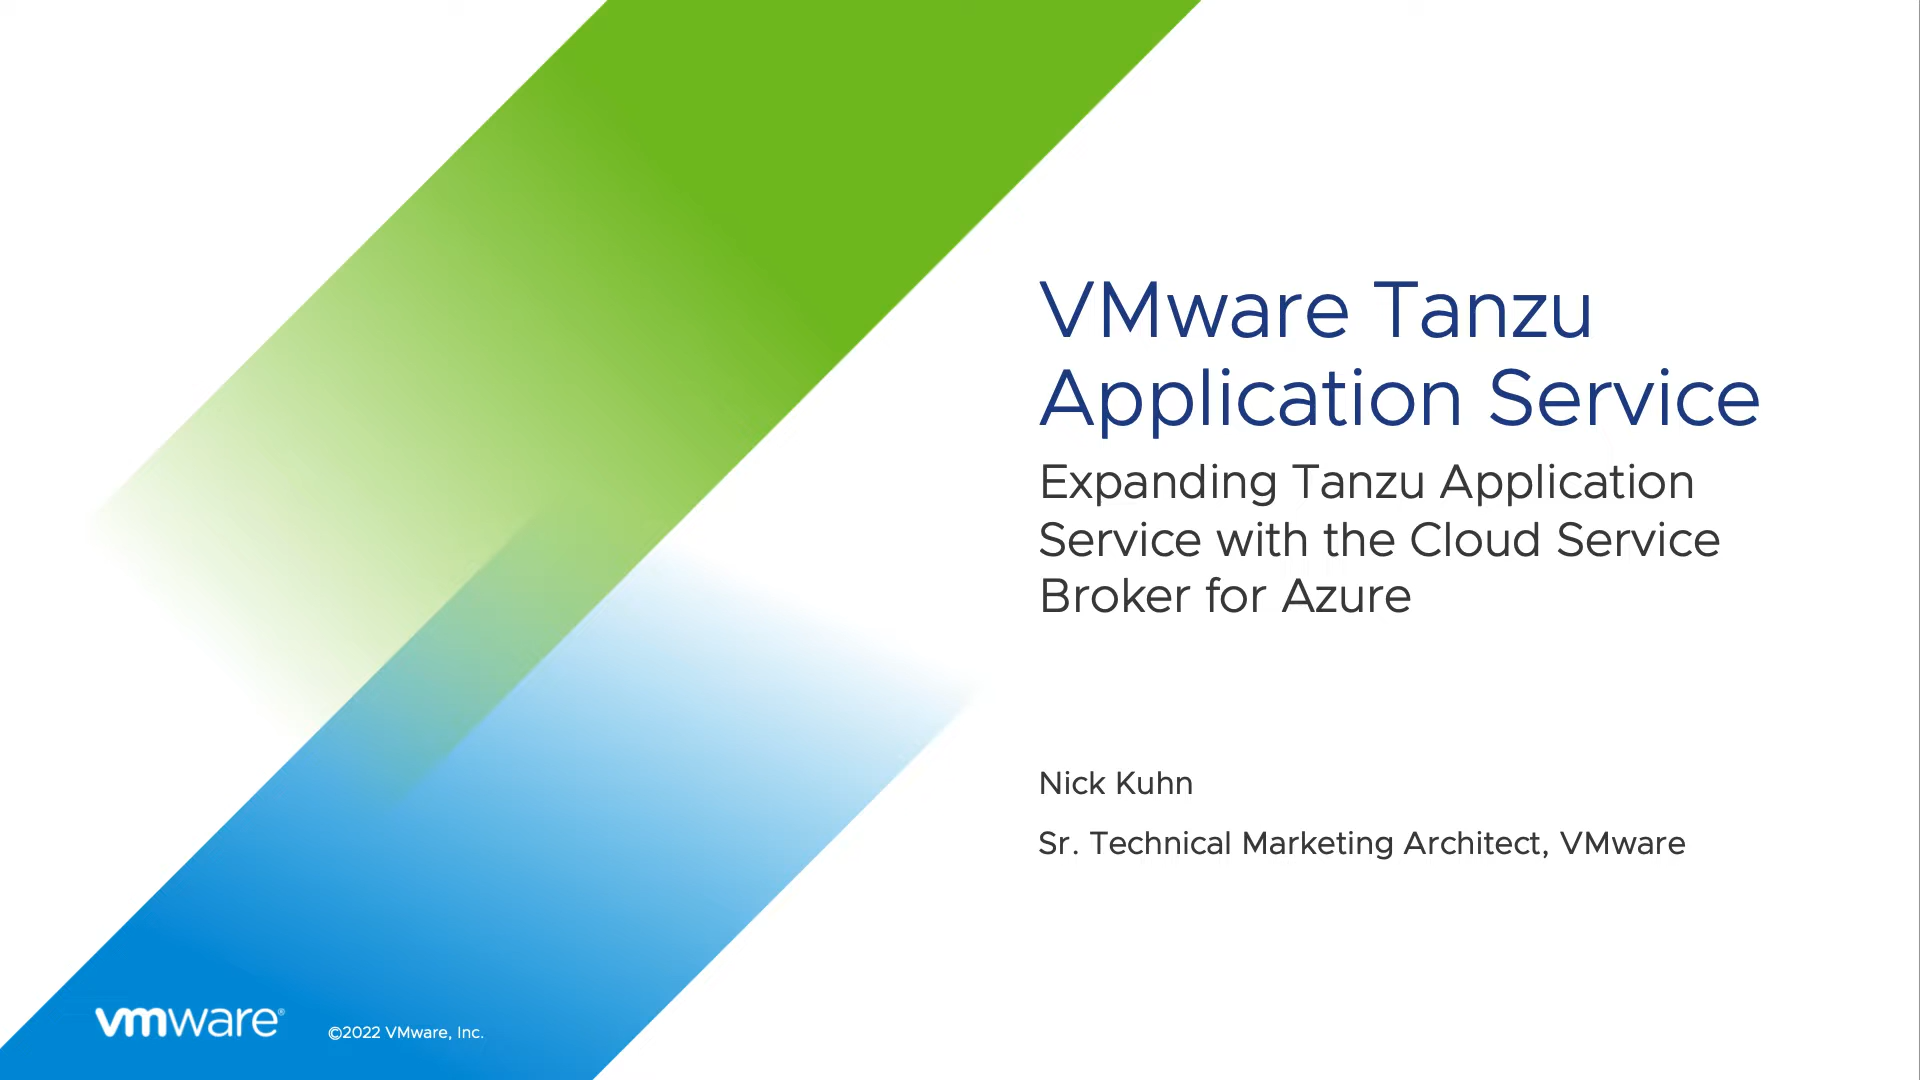 VMware Tanzu
Application Service
Expanding Tanzu Application
Service with the Cloud Service
Broker for Azure
Nick Kuhn
Sr. Technical Marketing Architect, VMware
vmware®
©2022 VMware, Inc.